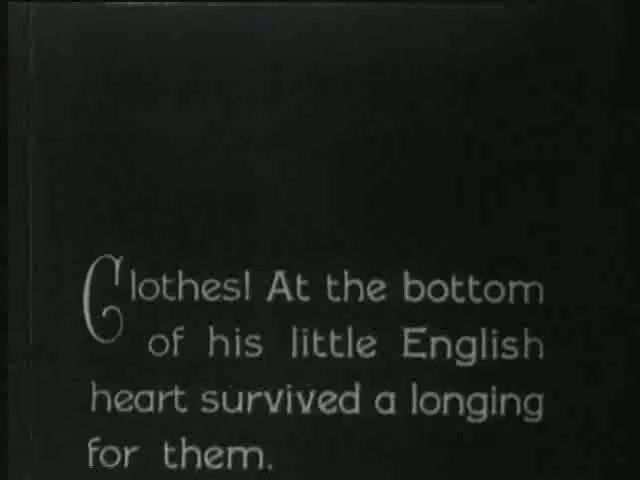 Clothes! At the bottom
of his little English
heart survived a longing
for them.